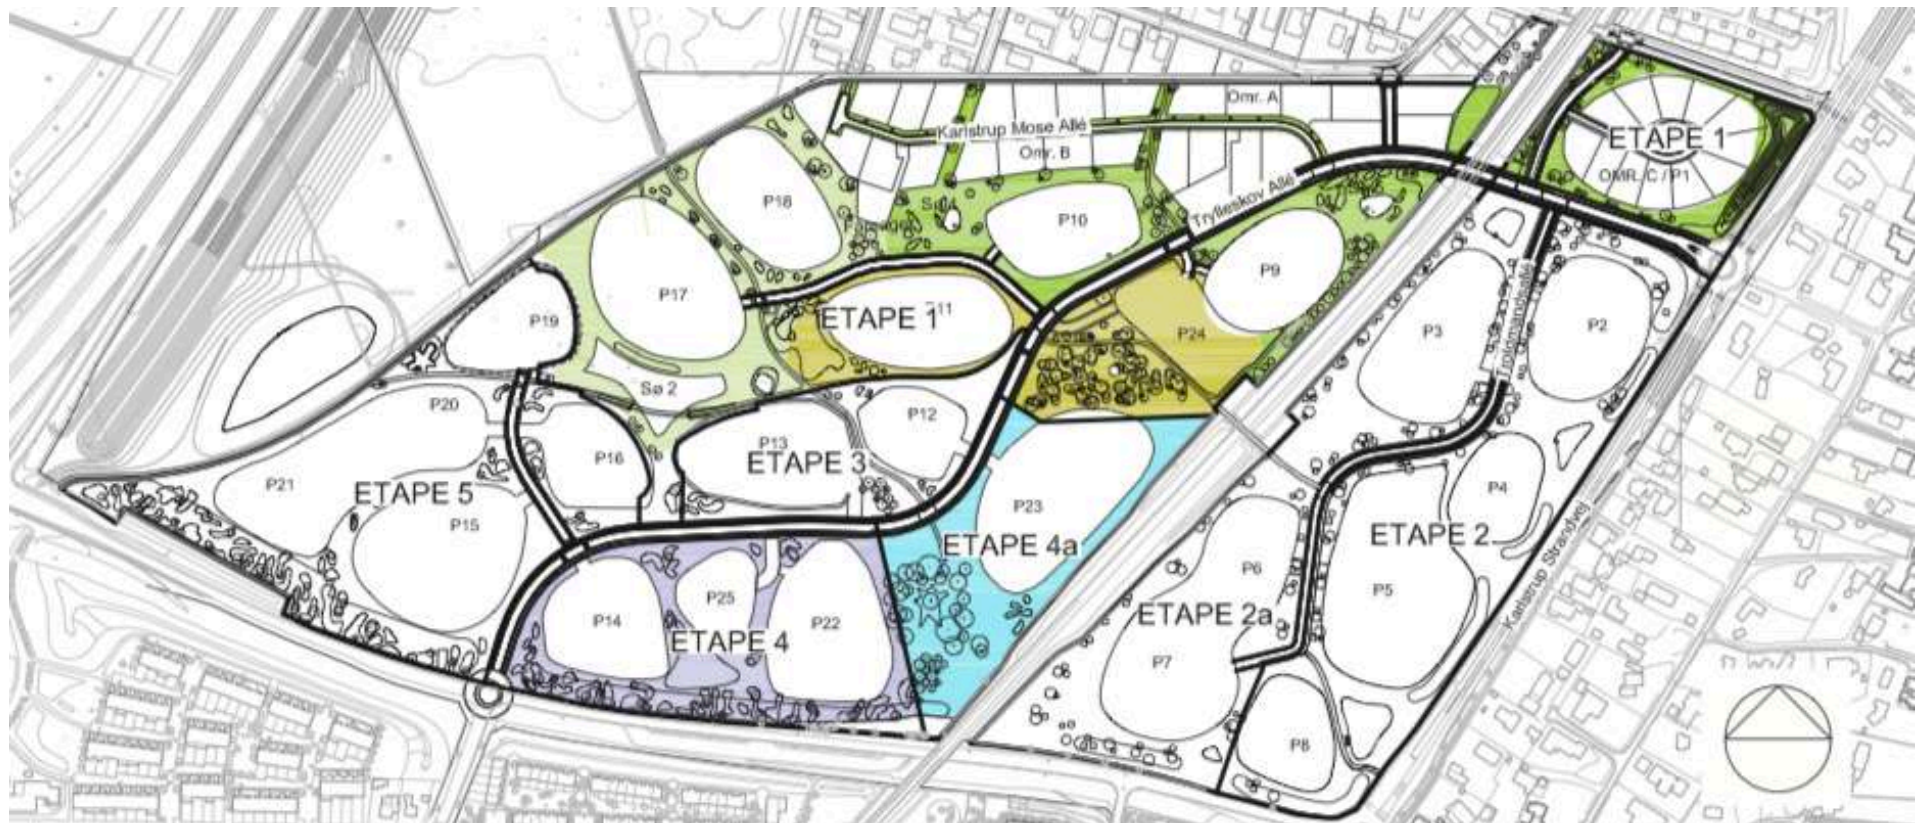 Omr. A
Karlstrup Mose Allé
Omr. B
ETAPE 1
OMR. C / P1
P18
P10
Trylleskov Allé
P9
P17
P19
ETAPE 1
P24
P3
P2
Sø 2
P20
P12
P13
P16
ETAPE 3
P21
ETAPE 5
P15
P23
P4
ETAPE 4a
ETAPE 2
Karlstrup Strandvej
P6
P5
P14
P25
P22
ETAPE 4
ETAPE 2a
P7
P8